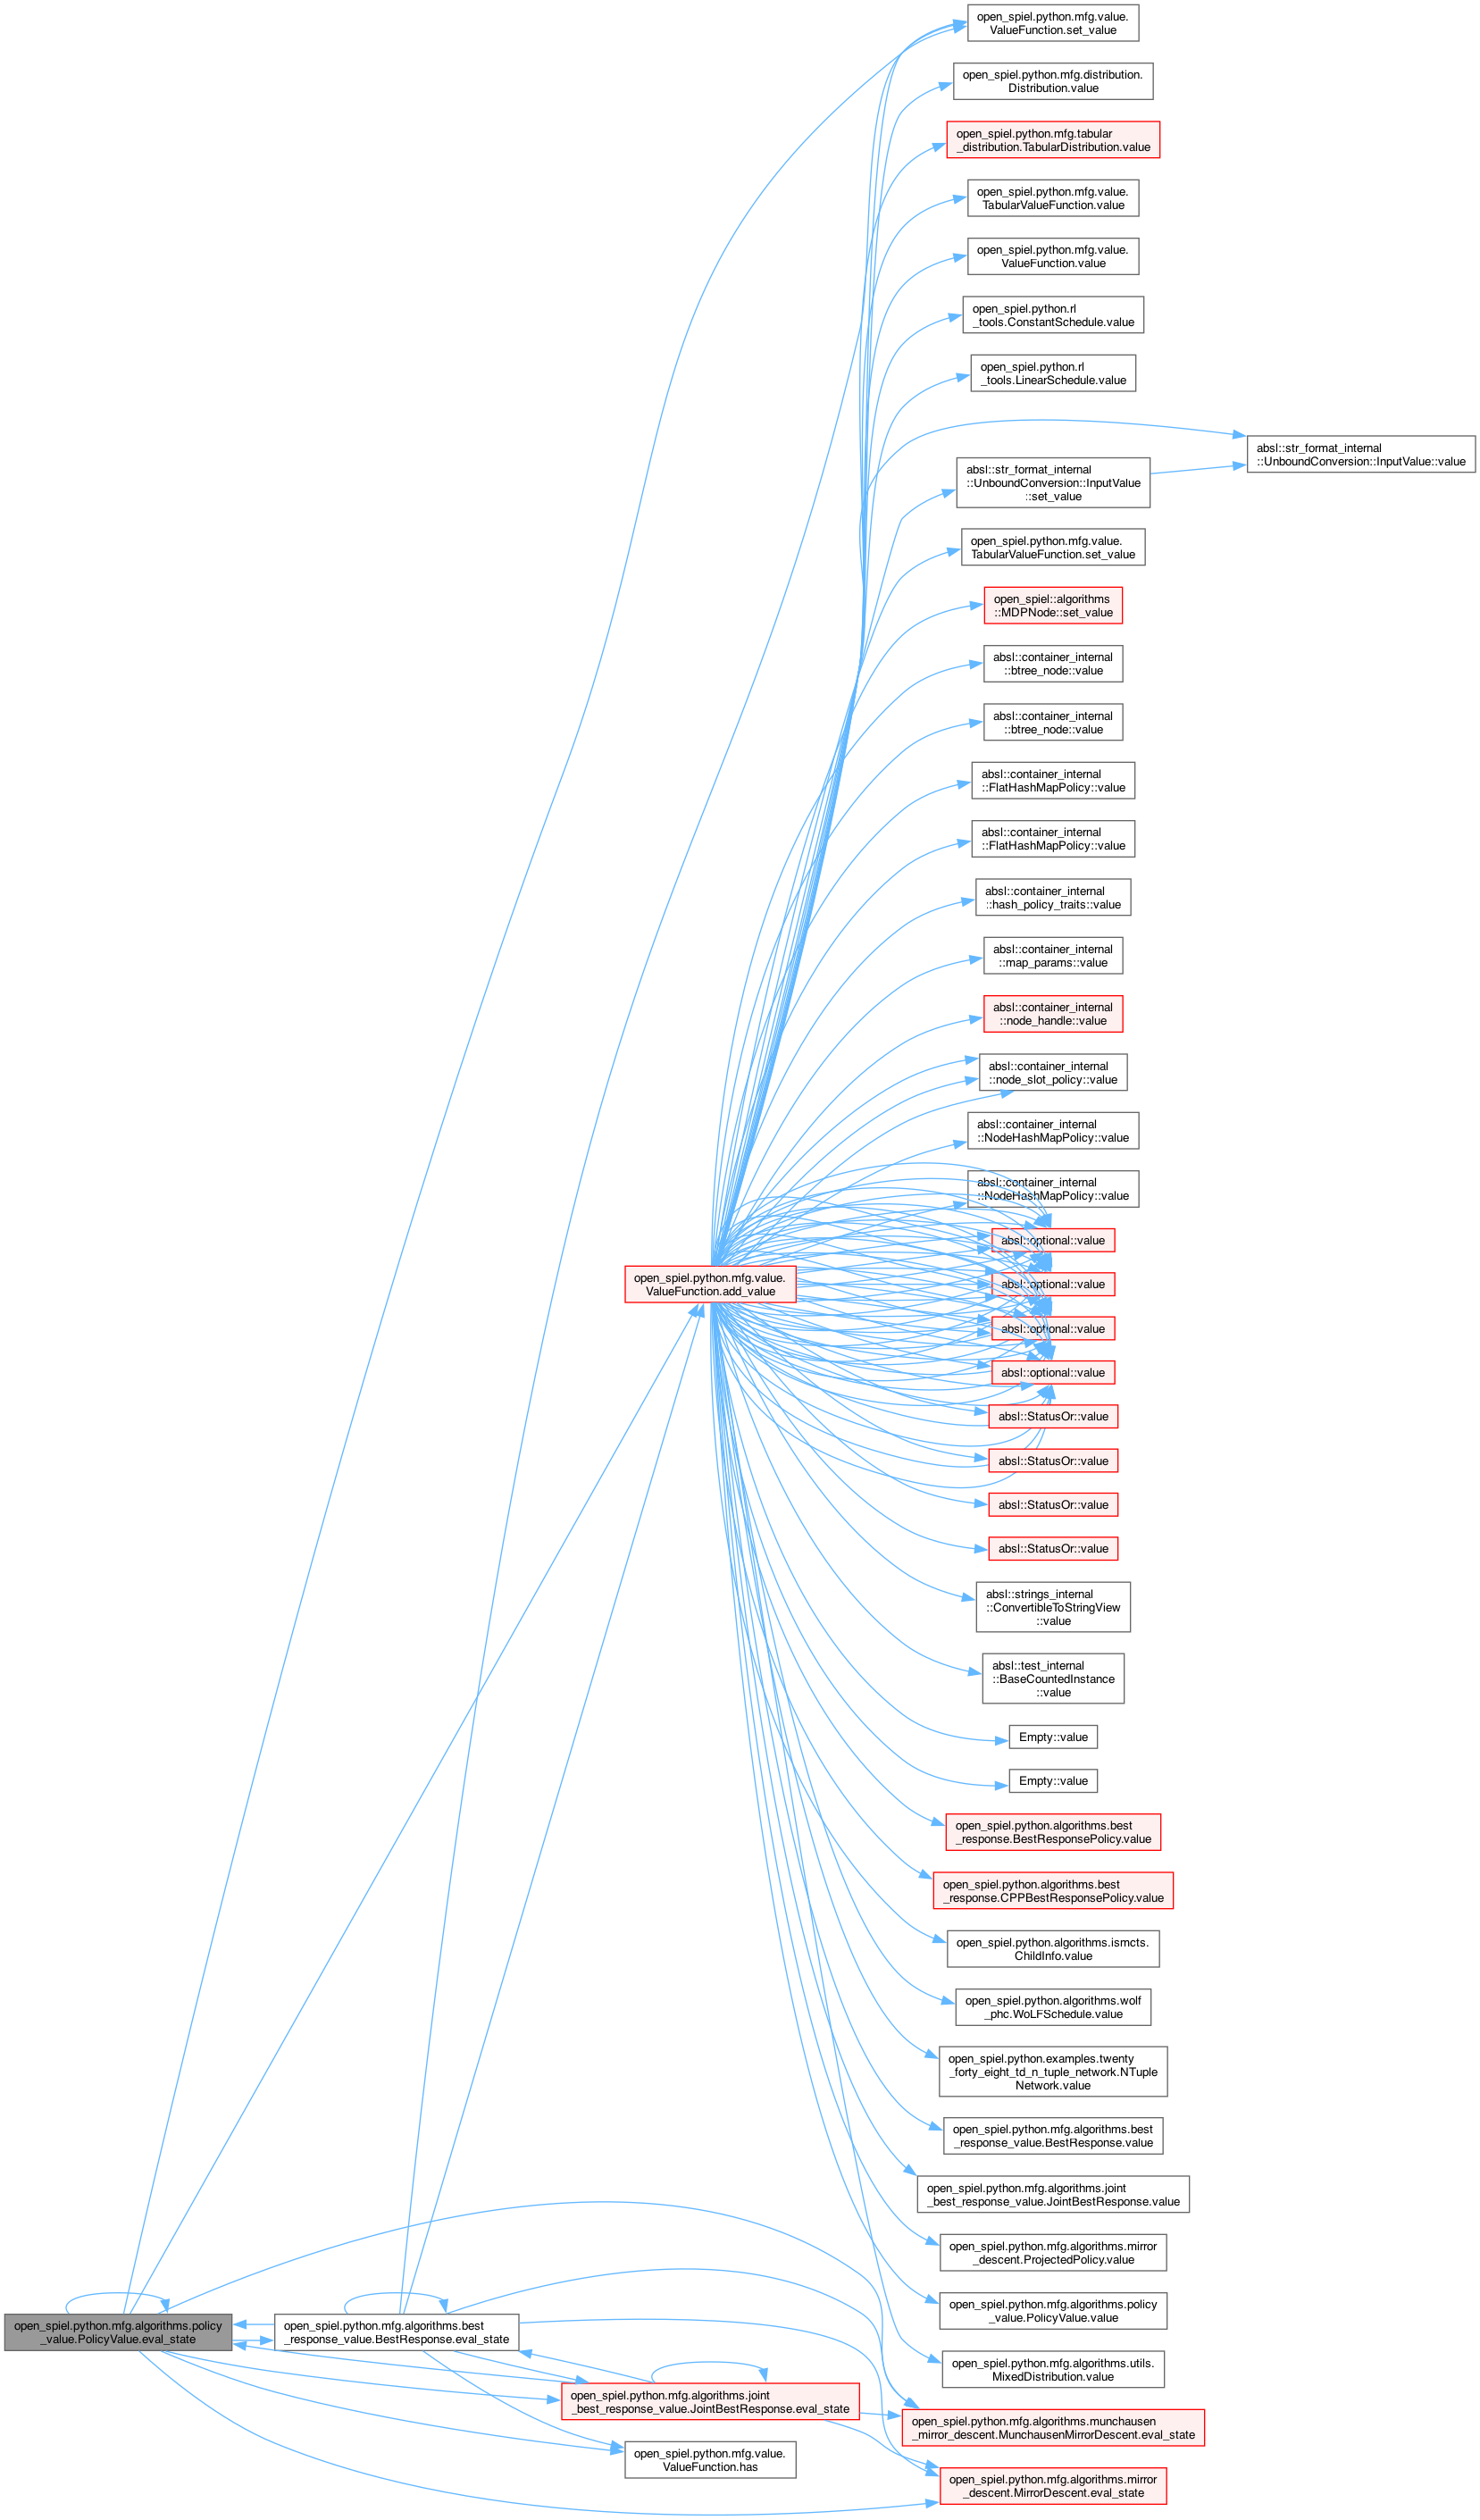 open_spiel.python.mfg.value.
ValueFunction.set_value
open_spiel.python.mfg.distribution.
Distribution.value
open_spiel.python.mfg.tabular
_distribution.TabularDistribution.value
open_spiel.python.mfg.value.
TabularValueFunction.value
open_spiel.python.mfg.value.
ValueFunction.value
open_spiel.python.rl
_tools.ConstantSchedule.value
open_spiel.python.rl
_tools.LinearSchedule.value
absl::str_format_internal
::UnboundConversion::InputValue::value
absl::str_format_internal
::UnboundConversion::InputValue
::set_value
open_spiel.python.mfg.value.
TabularValueFunction.set_value
open_spiel::algorithms
::MDPNode::set_value
absl::container_internal
::btree_node::value
absl::container_internal
::btree_node::value
absl::container_internal
::FlatHashMapPolicy::value
absl::container_internal
::FlatHashMapPolicy::value
absl::container_internal
::hash_policy_traits::value
absl::container_internal
::map_params::value
absl::container_internal
::node_handle::value
absl::container_internal
::node_slot_policy::value
absl::container_internal
::NodeHashMapPolicy::value
absl::container_internal
::NodeHashMapPolicy::value
absl::optional::value
open_spiel.python.mfg.value.
ValueFunction.add_value
absl::optional::value
absl::optional::value
absl::optional::value
absl::StatusOr::value
absl::StatusOr::value
absl::StatusOr::value
absl::StatusOr::value
absl::strings_internal
::ConvertibleToStringView
::value
absl::test_internal
::BaseCountedInstance
::value
Empty::value
Empty::value
open_spiel.python.algorithms.best
_response.BestResponsePolicy.value
open_spiel.python.algorithms.best
_response.CPPBestResponsePolicy.value
open_spiel.python.algorithms.ismcts.
ChildInfo.value
open_spiel.python.algorithms.wolf
_phc.WoLFSchedule.value
open_spiel.python.examples.twenty
_forty_eight_td_n_tuple_network.NTuple
Network.value
open_spiel.python.mfg.algorithms.best
_response_value.BestResponse.value
open_spiel.python.mfg.algorithms.joint
_best_response_value.JointBestResponse.value
open_spiel.python.mfg.algorithms.mirror
_descent.ProjectedPolicy.value
open_spiel.python.mfg.algorithms.policy
_value.PolicyValue.value
open_spiel.python.mfg.algorithms.policy
_value.PolicyValue.eval_state
open_spiel.python.mfg.algorithms.best
_response_value.BestResponse.eval_state
open_spiel.python.mfg.algorithms.utils.
MixedDistribution.value
open_spiel.python.mfg.algorithms.joint
_best_response_value.JointBestResponse.eval_state
open_spiel.python.mfg.algorithms.munchausen
_mirror_descent.MunchausenMirrorDescent.eval_state
open_spiel.python.mfg.value.
ValueFunction.has
open_spiel.python.mfg.algorithms.mirror
_descent.MirrorDescent.eval_state